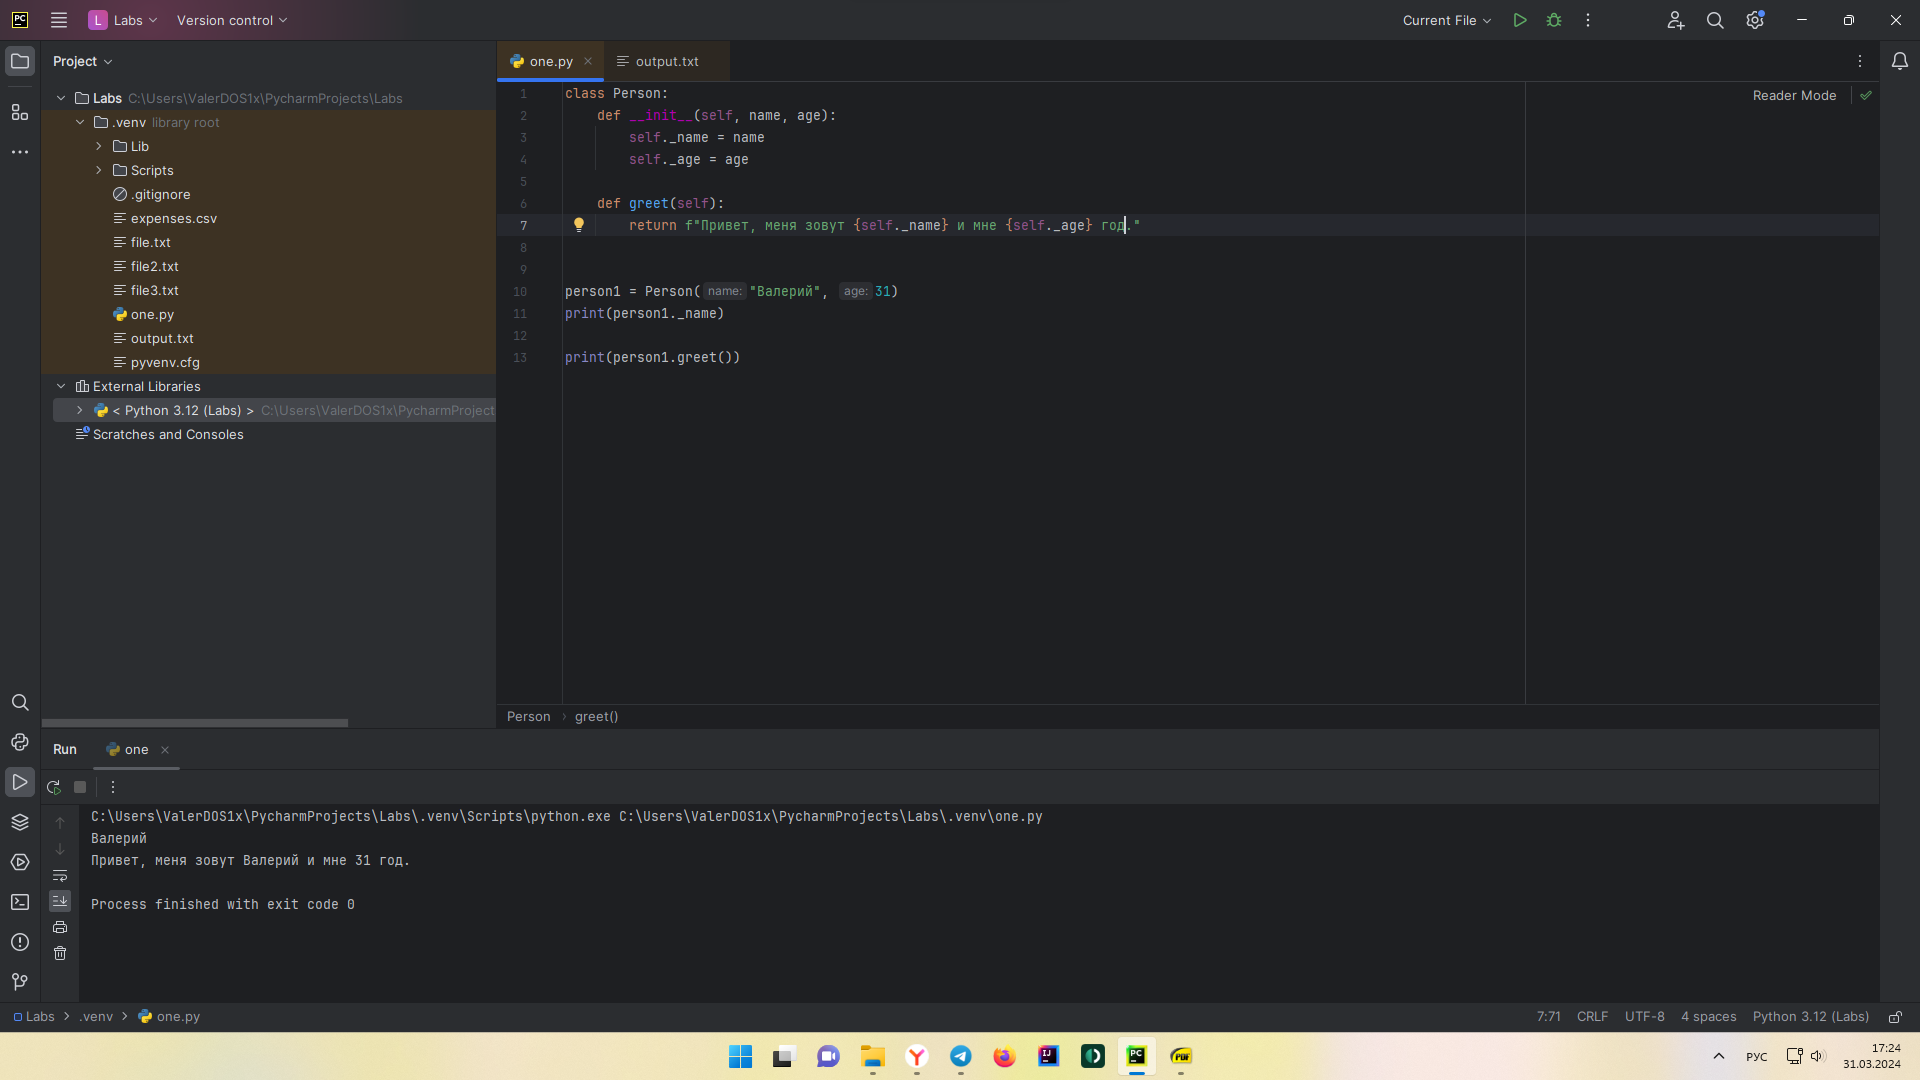 PC
L Labs
Version control
Current File
Project
one.py
output.txt
Labs C:\Users\ValerDOS1x\PycharmProjects\Labs
.venv library root
Lib
Scripts
.gitignore
expenses.csv
file.txt
file2.txt
file3.txt
one.py
output.txt
pyvenv.cfg
External Libraries
< Python 3.12 (Labs) > C:\Users\ValerDOS1x\PycharmProject
Scratches and Consoles
Reader Mode
1 class Person:
2 def __init__(self, name, age):
3 self._name = name
4 self._age = age
5
6 def greet(self):
7 return f"Привет, меня зовут {self._name} и мне {self._age} год."
8
9
10 person1 = Person( name: "Валерий", age: 31)
11 print(person1._name)
12
13 print(person1.greet())
Person › greet()
Run
one
C:\Users\ValerDOS1x\PycharmProjects\Labs\.venv\Scripts\python.exe C:\Users\ValerDOS1x\PycharmProjects\Labs\.venv\one.py
Валерий
Привет, меня зовут Валерий и мне 31 год.
Process finished with exit code 0
Labs > .venv > one.py
7:71 CRLF UTF-8 4 spaces Python 3.12 (Labs)
IJ
PC
PDF
РУС
17:24
31.03.2024